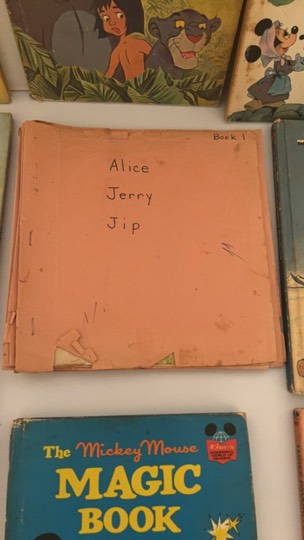 Book 1
Alice
Jerry
Jip
The Mickey Mouse
MAGIC
BOOK